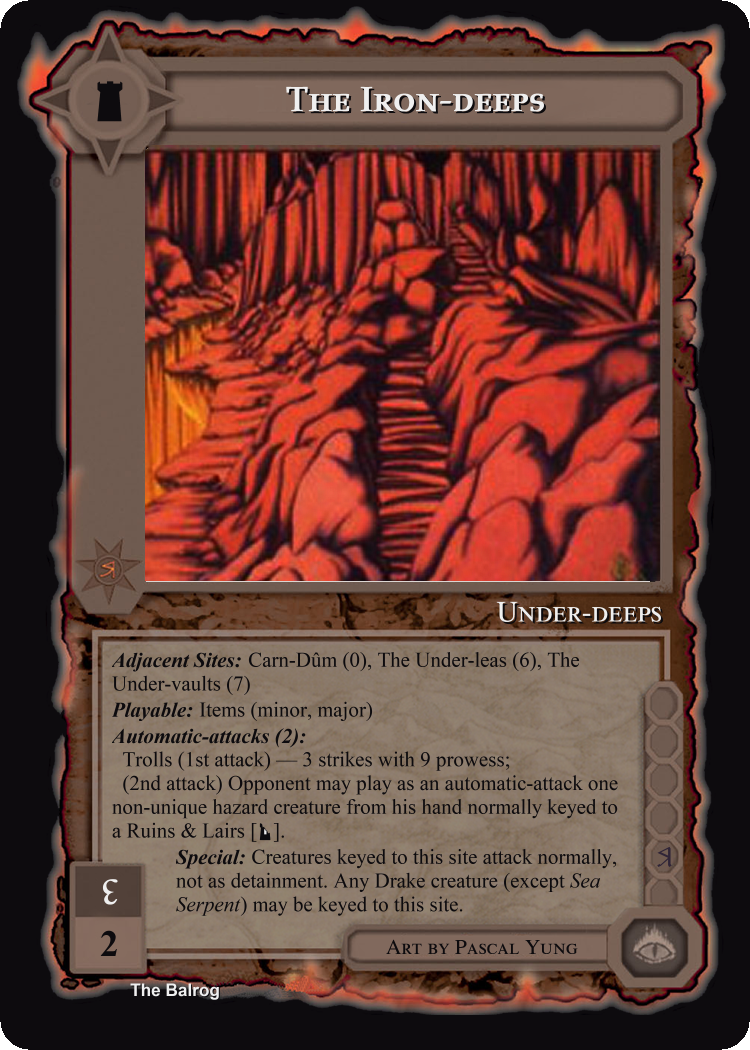 The Iron-deeps
Under-deeps
Adjacent Sites: Carn-Dûm (0), The Under-leas (6), The
Under-vaults (7)
Playable: Items (minor, major)
Automatic-attacks (2):
Trolls (1st attack) — 3 strikes with 9 prowess;
(2nd attack) Opponent may play as an automatic-attack one
non-unique hazard creature from his hand normally keyed to
a Ruins & Lairs [ ].
Special: Creatures keyed to this site attack normally,
not as detainment. Any Drake creature (except Sea
Serpent) may be keyed to this site.
2
Art by Pascal Yung
The Balrog